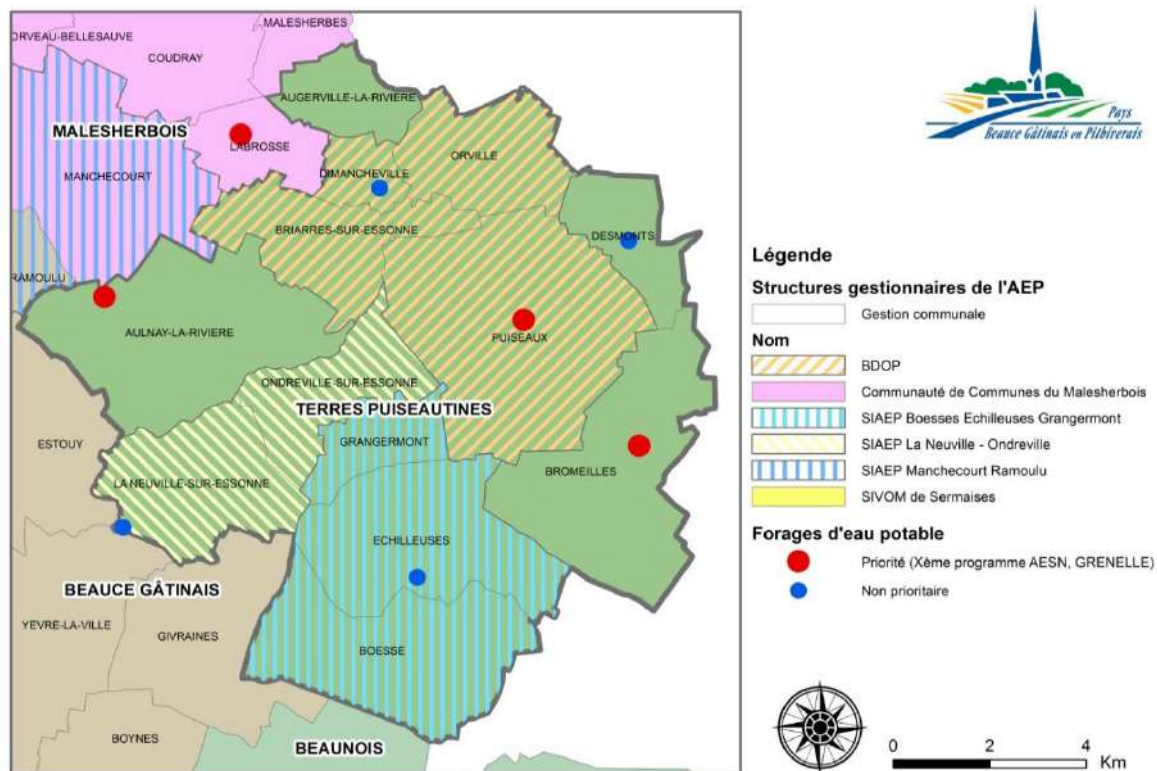 ORVEAU-BELLESAUVE
MALESHERBES
COUDRAY
AUGERVILLE-LA-RIVIERE
MALESHERBOIS
LABROSSE
ORVILLE
MANCHECOURT
DIMANCHEVILLE
BRIARRES-SUR-ESSONNE
DESMONTS
RAMOULU
AULNAY-LA-RIVIERE
PUISEAUX
ONDREVILLE-SUR-ESSONNE
TERRES PUISEAUTINES
ESTOUY
GRANGERMONT
BROMEILLES
LA NEUVILLE-SUR-ESSONNE
ECHILLEUSES
BEAUCE GÂTINAIS
YEVRE-LA-VILLE
GIVRAINES
BOESSE
BOYNES
BEAUNOIS
Pays
Beauce Gâtinais en Pithiverais
Légende
Structures gestionnaires de l'AEP
Gestion communale
Nom
BDOP
Communauté de Communes du Malesherbois
SIAEP Boesses Echilleuses Grangermont
SIAEP La Neuville - Ondreville
SIAEP Manchecourt Ramoulu
SIVOM de Sermaises
Forages d'eau potable
Priorité (Xème programme AESN, GRENELLE)
Non prioritaire
0 2 4
Km